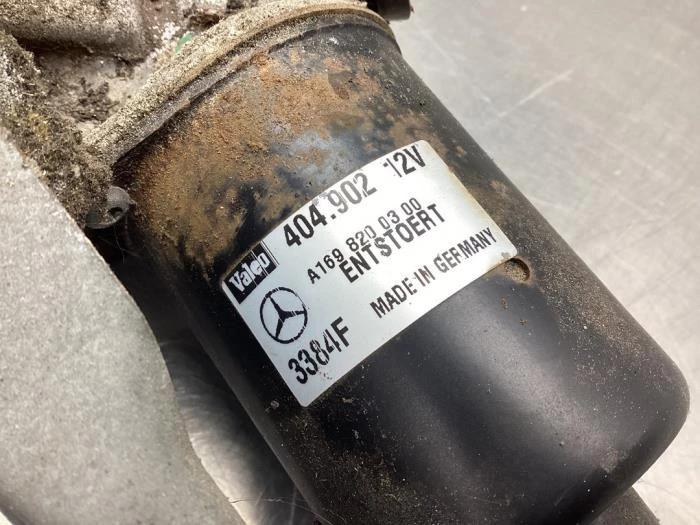 Valeo 404.902 12V
A169 820 03 00
ENTSTOERT
3384F MADE IN GERMANY